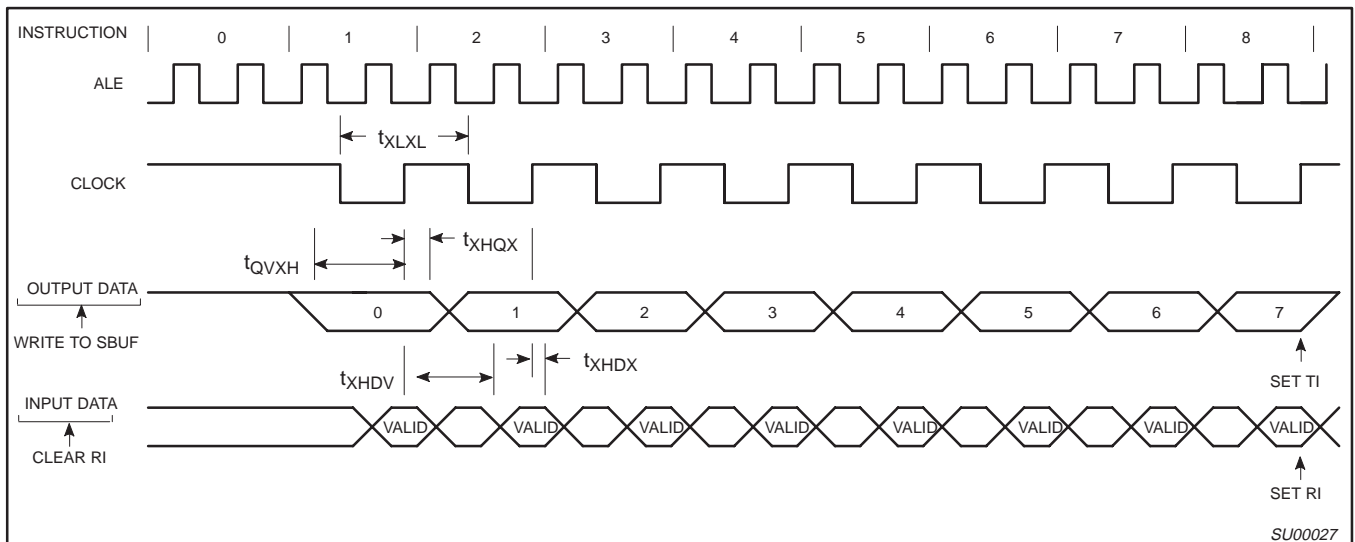 INSTRUCTION 0 1 2 3 4 5 6 7 8
ALE
tXLXL
CLOCK
tXHQX
tQVXH
OUTPUT DATA
0 1 2 3 4 5 6 7
WRITE TO SBUF
tXHDX
tXHDV
SET TI
INPUT DATA
VALID VALID VALID VALID VALID VALID VALID VALID
CLEAR RI
SET RI
SU00027